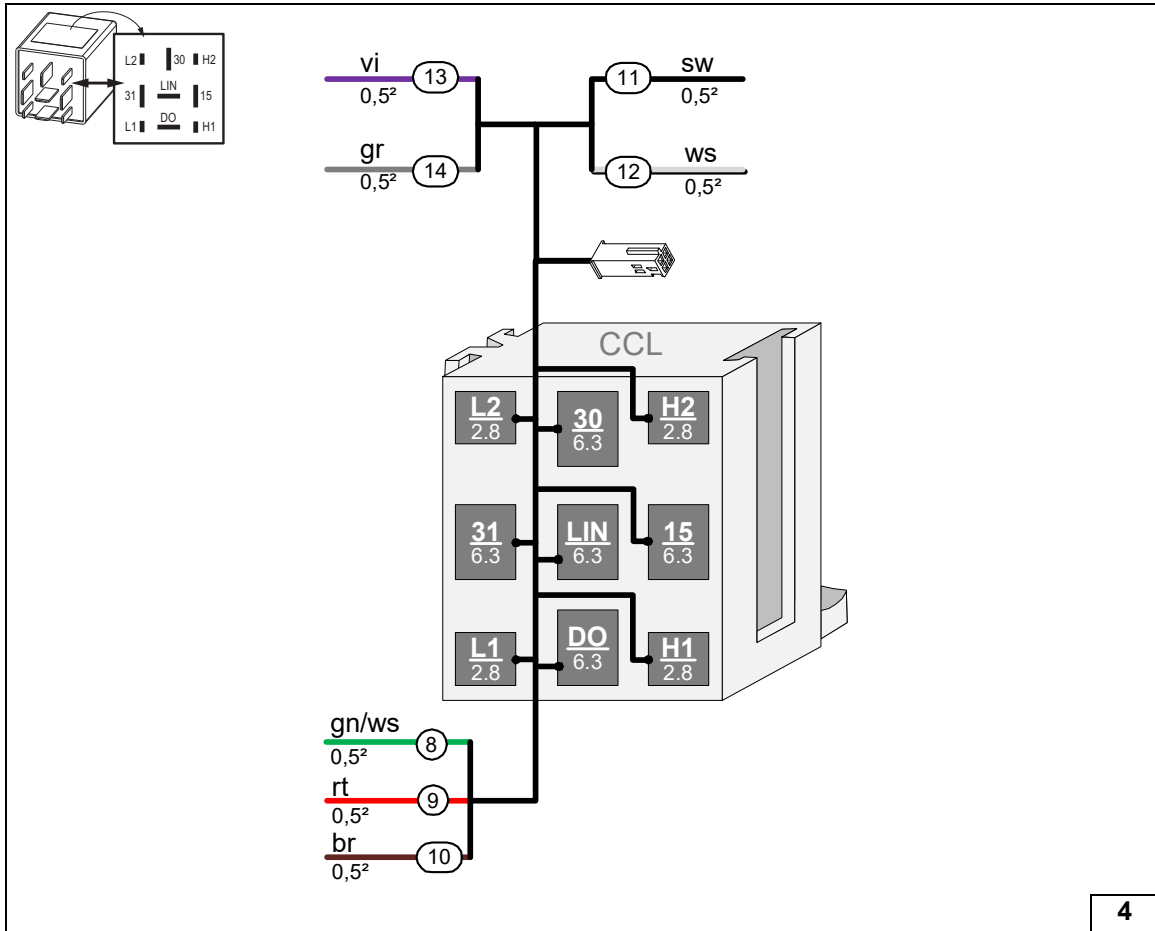 L2 30 H2
31 LIN 15
L1 DO H1
vi 13
0,5²
gr 14
0,5²
11 sw
0,5²
12 ws
0,5²
CCL
L2 30 H2
2.8 6.3 2.8
31 LIN 15
6.3 6.3 6.3
L1 DO H1
2.8 6.3 2.8
gn/ws 8
0,5²
rt 9
0,5²
br 10
0,5²
4